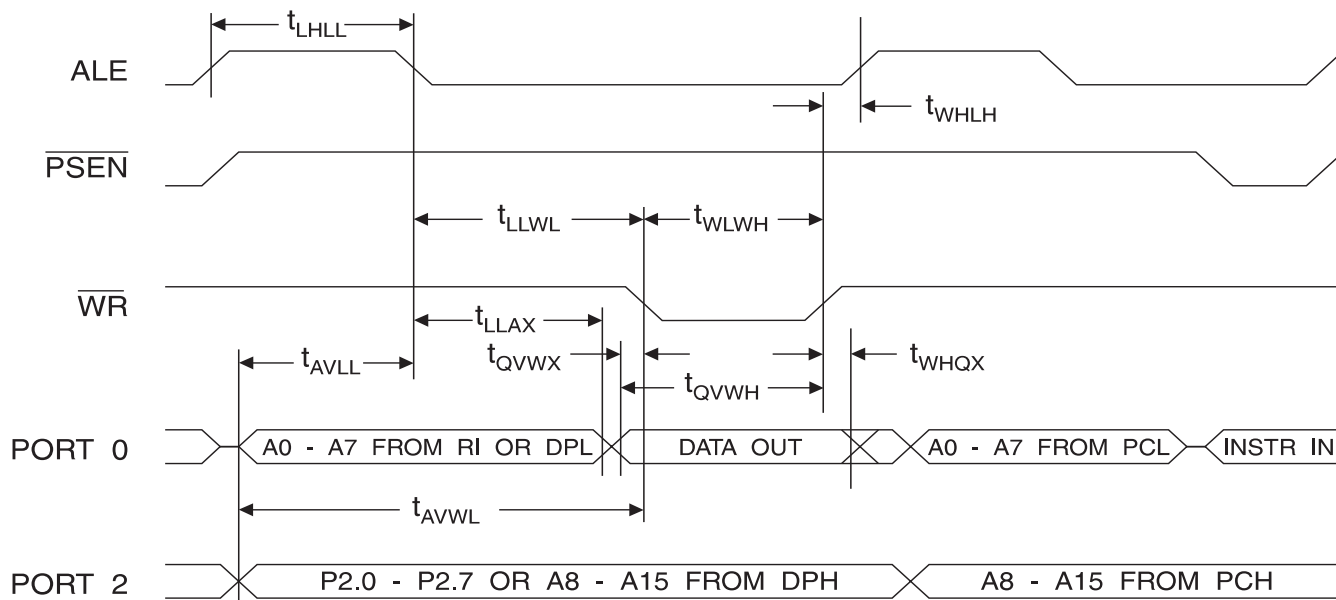 tLHLL
ALE
tWHLH
PSEN
tLLWL
tWLWH
WR
tLLAX
tQVWX
tWHQX
tAVLL
tQVWH
PORT 0
A0 - A7 FROM RI OR DPL
DATA OUT
A0 - A7 FROM PCL
INSTR IN
tAVWL
PORT 2
P2.0 - P2.7 OR A8 - A15 FROM DPH
A8 - A15 FROM PCH